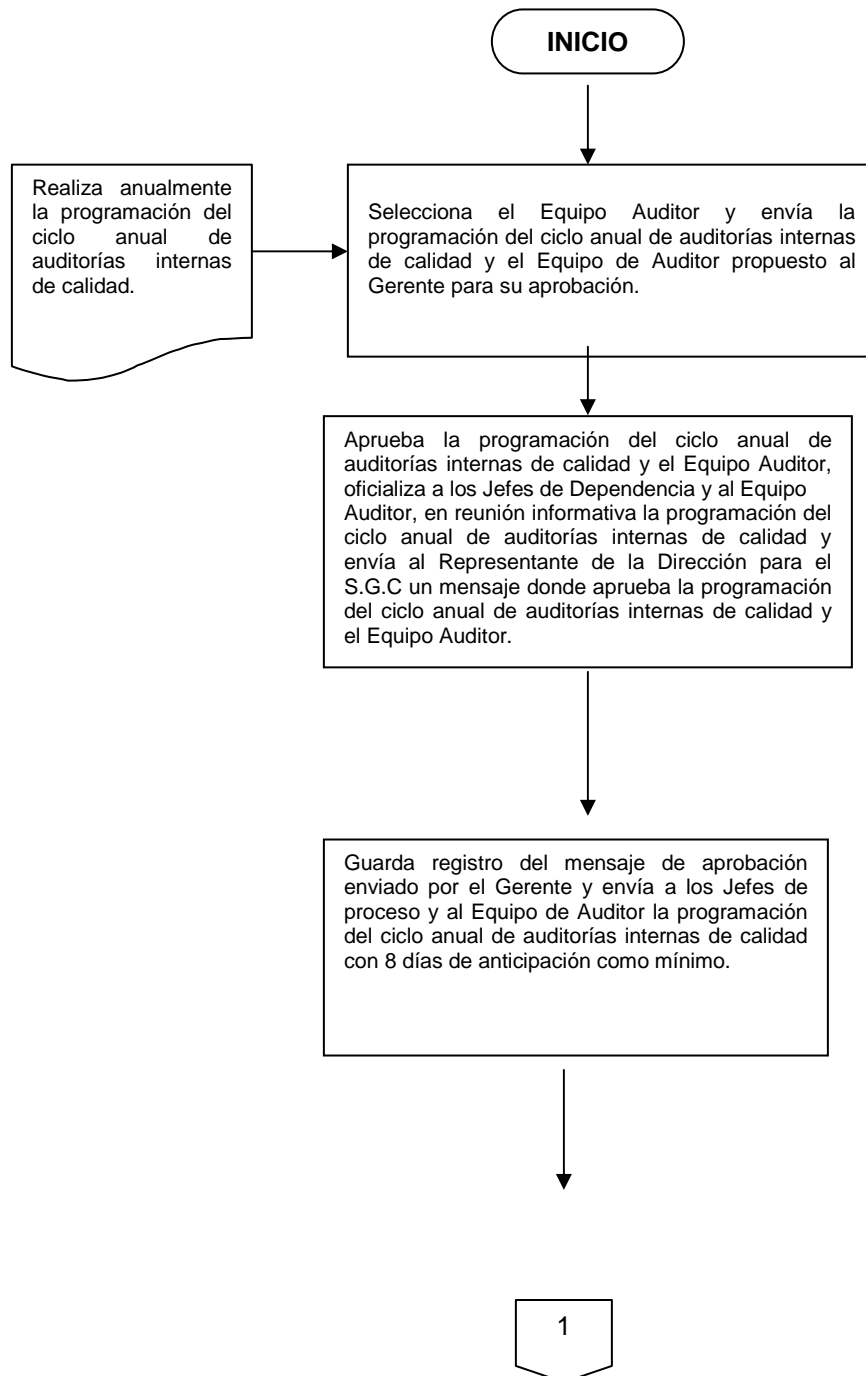 INICIO
Realiza anualmente
la programación del
ciclo anual de
auditorías internas
de calidad.
Selecciona el Equipo Auditor y envía la
programación del ciclo anual de auditorías internas
de calidad y el Equipo de Auditor propuesto al
Gerente para su aprobación.
Aprueba la programación del ciclo anual de
auditorías internas de calidad y el Equipo Auditor,
oficializa a los Jefes de Dependencia y al Equipo
Auditor, en reunión informativa la programación del
ciclo anual de auditorías internas de calidad y
envía al Representante de la Dirección para el
S.G.C un mensaje donde aprueba la programación
del ciclo anual de auditorías internas de calidad y
el Equipo Auditor.
Guarda registro del mensaje de aprobación
enviado por el Gerente y envía a los Jefes de
proceso y al Equipo de Auditor la programación
del ciclo anual de auditorías internas de calidad
con 8 días de anticipación como mínimo.
1